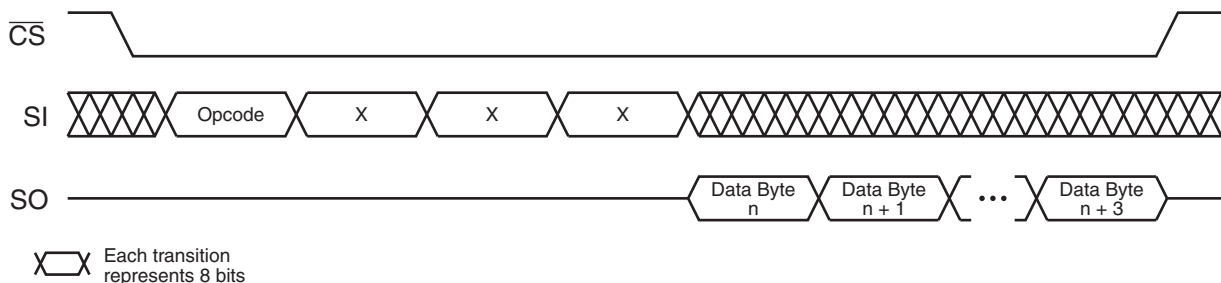 CS
SI
Opcode
X
X
X
SO
Data Byte
n
Data Byte
n + 1
•••
Data Byte
n + 3
Each transition
represents 8 bits